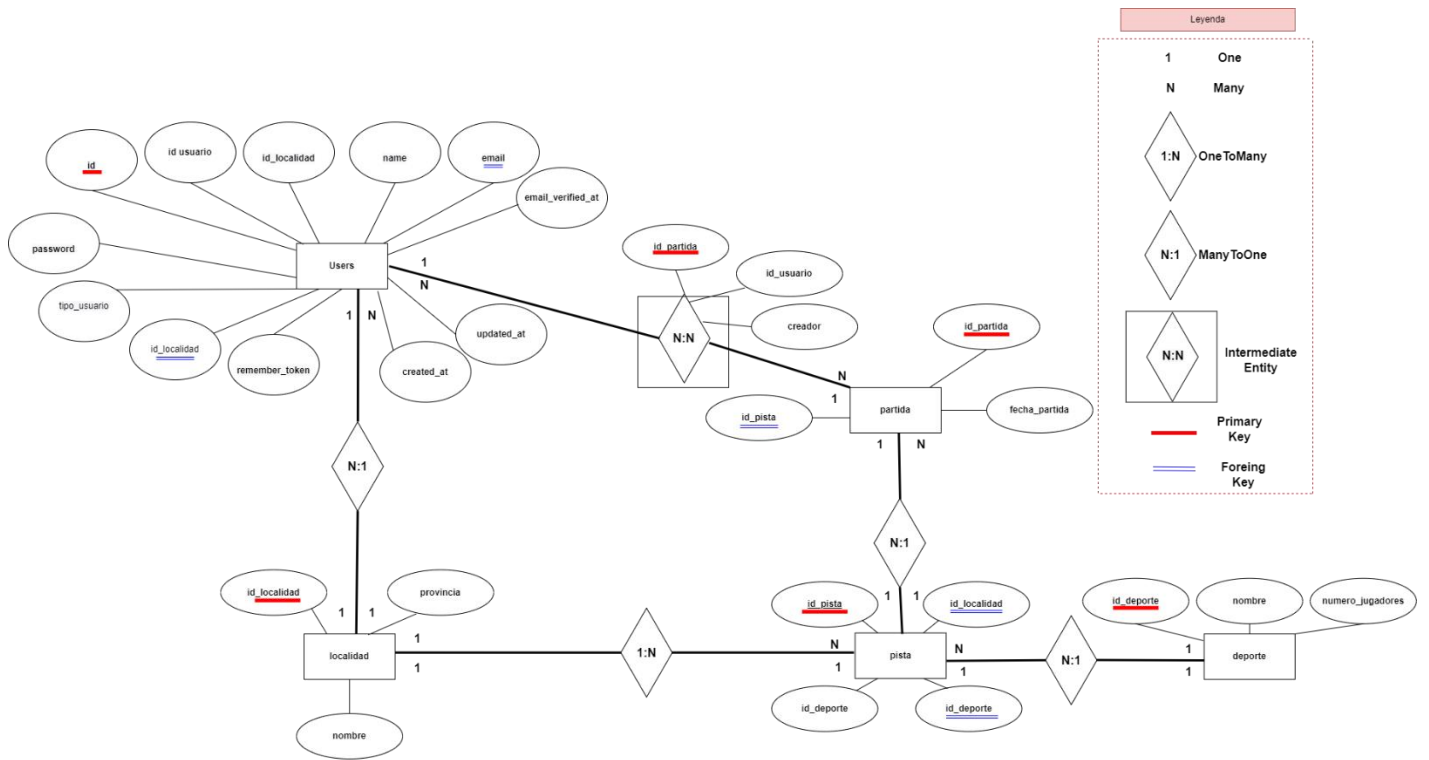 Leyenda
1 One
N Many
1:N OneToMany
N:1 ManyToOne
N:N Intermediate
Entity
Primary
Key
Foreing
Key
id
id usuario
id_localidad
name
email
email_verified_at
password
Users
tipo_usuario
id_localidad
remember_token
created_at
updated_at
1
N
1 N
N:N
id_partida
id_usuario
creador
N
1
id_partida
id_pista
partida
fecha_partida
1 N
N:1
1 1
N:1
1 1
id_localidad
provincia
localidad
nombre
1
1
1:N
N
1
id_pista
id_localidad
pista
id_deporte
id_deporte
N
1
N:1
1
1
id_deporte
nombre
numero_jugadores
deporte